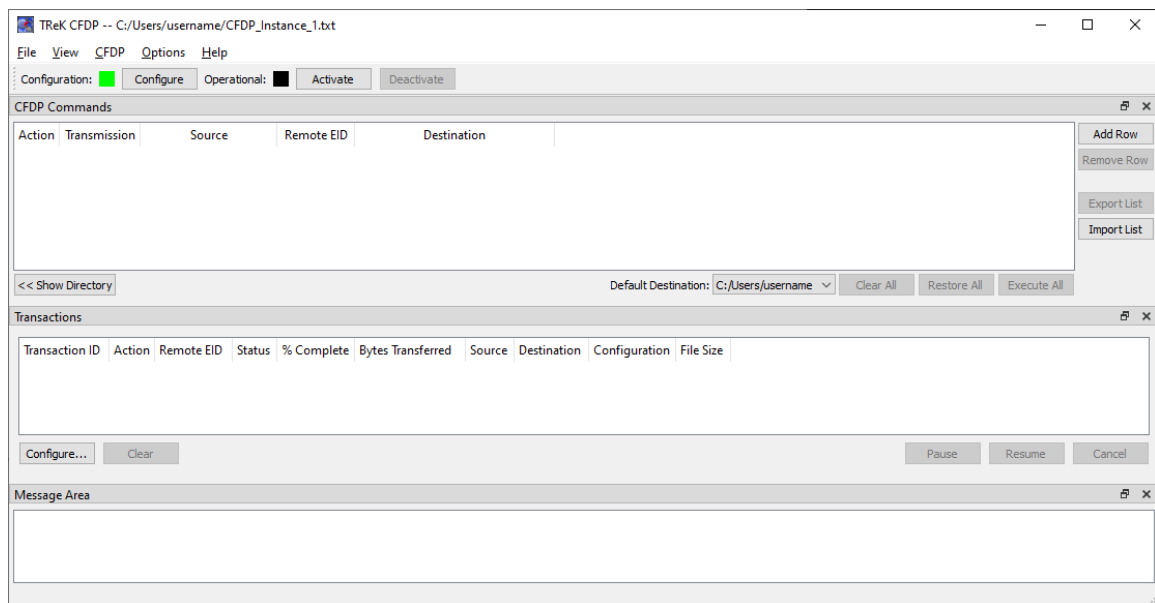 TReK CFDP -- C:/Users/username/CFDP_Instance_1.txt
File View CFDP Options Help
Configuration: Configure Operational: Activate Deactivate
CFDP Commands
Action Transmission Source Remote EID Destination
Add Row
Remove Row
Export List
Import List
<< Show Directory Default Destination: C:/Users/username Clear All Restore All Execute All
Transactions
Transaction ID Action Remote EID Status % Complete Bytes Transferred Source Destination Configuration File Size
Configure... Clear Pause Resume Cancel
Message Area